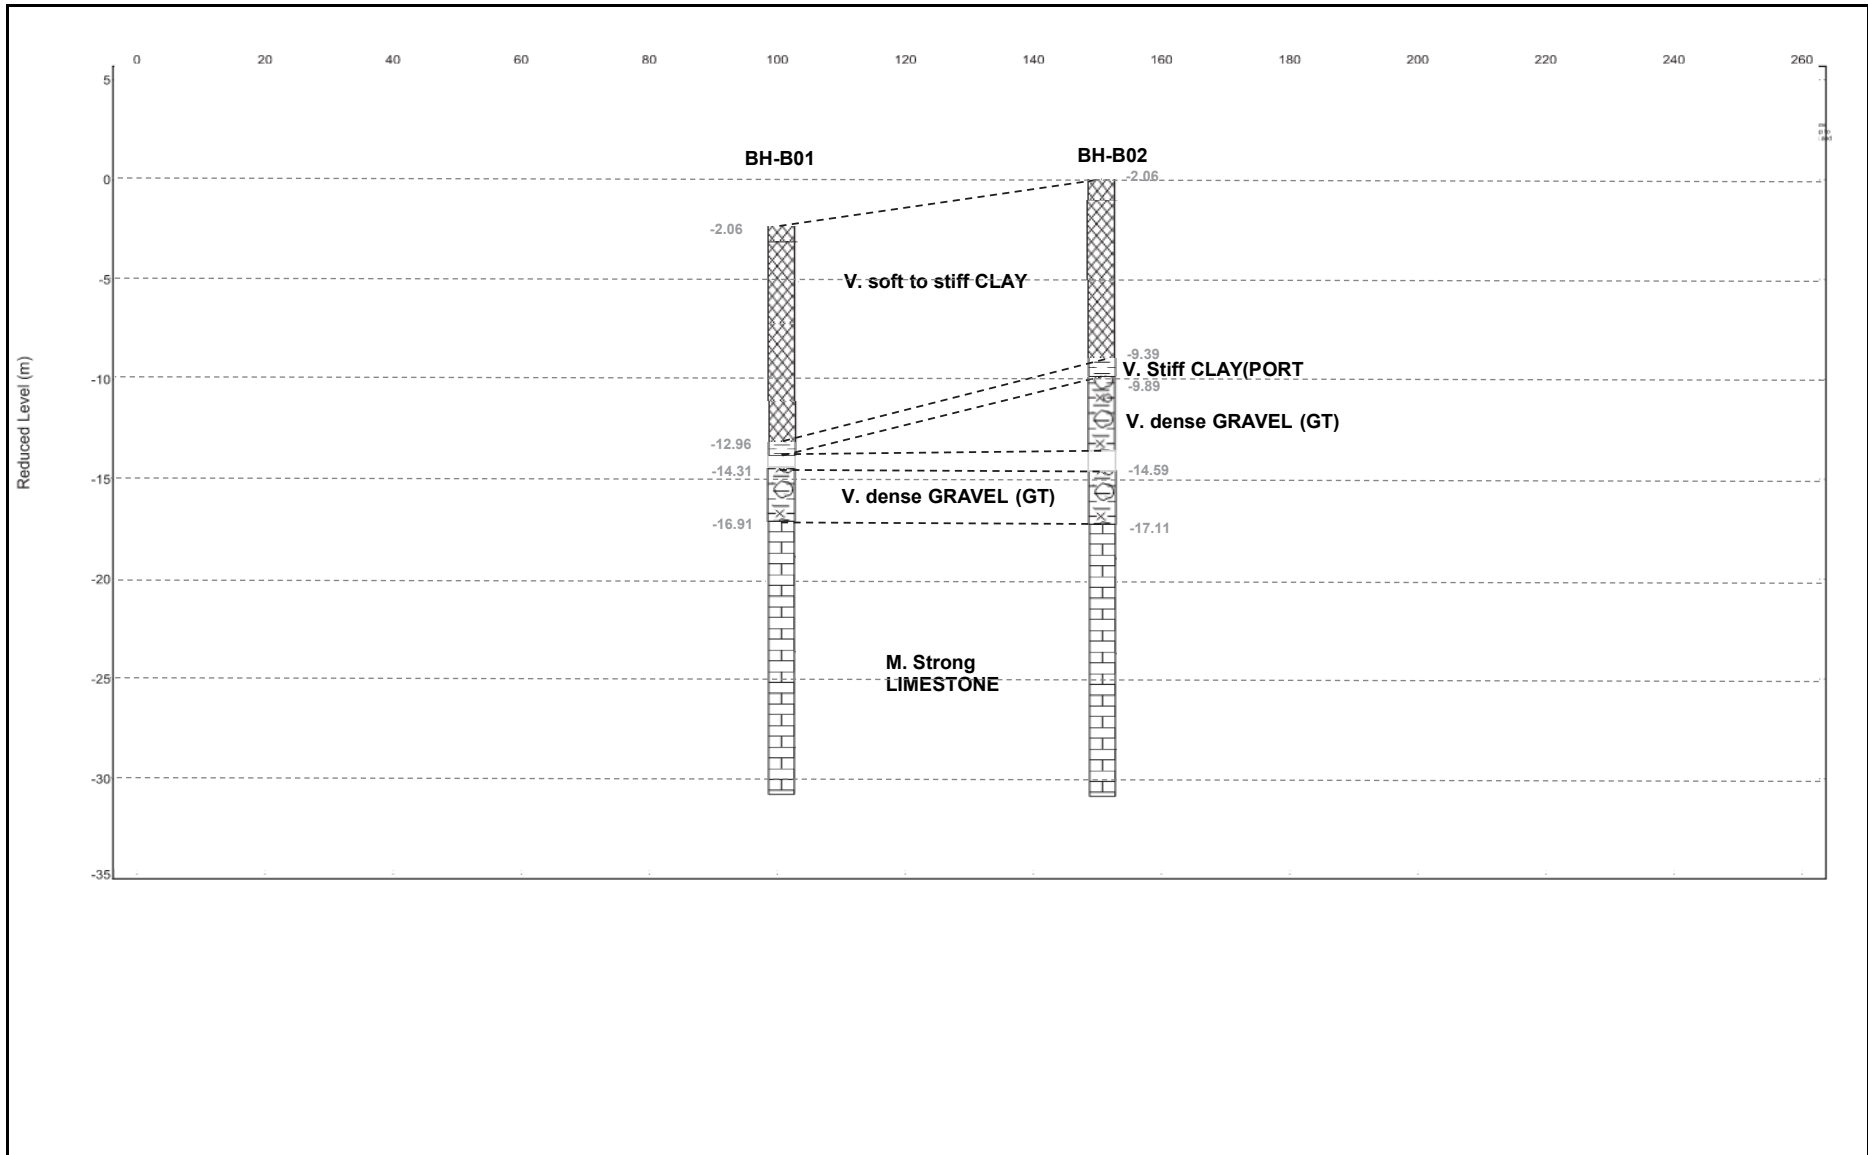 0 20 40 60 80 100 120 140 160 180 200 220 240 260
5
BH-B01 BH-B02
0 -2.06
-2.06
-5 V. soft to stiff CLAY
-9.39
V. Stiff CLAY(PORT
-10 -9.89
V. dense GRAVEL (GT)
-12.96
-14.31 -14.59
-15
V. dense GRAVEL (GT)
-16.91 -17.11
Reduced Level (m)
-20
M. Strong
-25 LIMESTONE
-30
-35